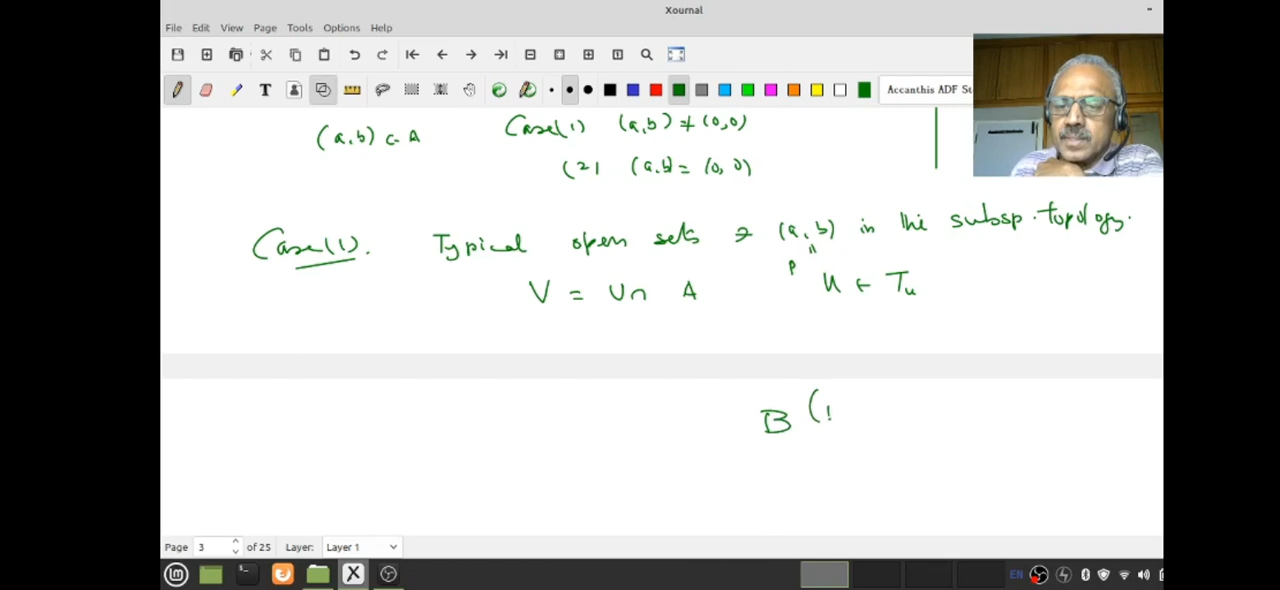 Xournal
File Edit View Page Tools Options Help
Accanthis ADF St
(a,b) ∈ A Case(1) (a,b) ≠ (0,0)
(2) (a,b) = (0,0)
Case(1). Typical open sets ∋ (a,b) in the subsp. topology.
"
p
V = U ∩ A U ∈ Tu
B (
Page 3 of 25 Layer: Layer 1
EN